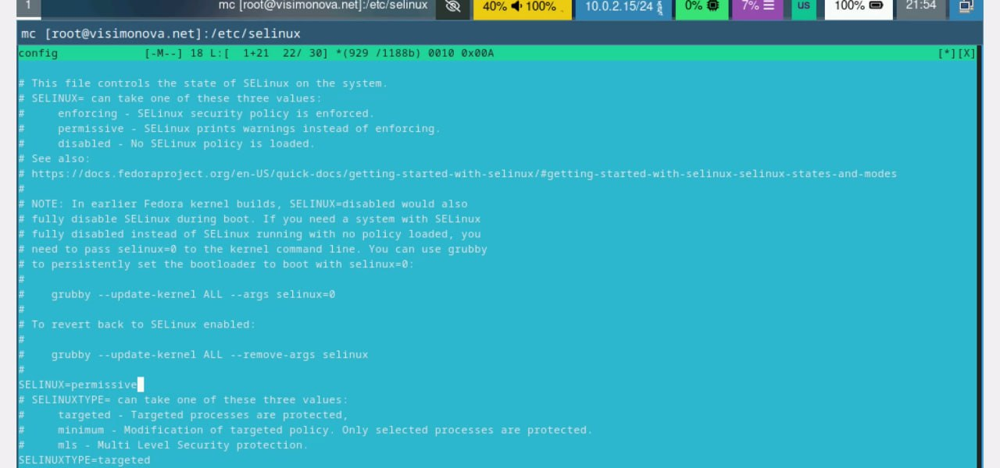 1 mc [root@visimonova.net]:/etc/selinux 40% 100% 10.0.2.15/24 0% 7% us 100% 21:54
mc [root@visimonova.net]:/etc/selinux
config [-M--] 18 L:[ 1+21 22/ 30] *(929 /1188b) 0010 0x00A [*][X]
# This file controls the state of SELinux on the system.
# SELINUX= can take one of these three values:
# enforcing - SELinux security policy is enforced.
# permissive - SELinux prints warnings instead of enforcing.
# disabled - No SELinux policy is loaded.
# See also:
# https://docs.fedoraproject.org/en-US/quick-docs/getting-started-with-selinux/#getting-started-with-selinux-selinux-states-and-modes
#
# NOTE: In earlier Fedora kernel builds, SELINUX=disabled would also
# fully disable SELinux during boot. If you need a system with SELinux
# fully disabled instead of SELinux running with no policy loaded, you
# need to pass selinux=0 to the kernel command line. You can use grubby
# to persistently set the bootloader to boot with selinux=0:
#
# grubby --update-kernel ALL --args selinux=0
#
# To revert back to SELinux enabled:
#
# grubby --update-kernel ALL --remove-args selinux
#
SELINUX=permissive
# SELINUXTYPE= can take one of these three values:
# targeted - Targeted processes are protected,
# minimum - Modification of targeted policy. Only selected processes are protected.
# mls - Multi Level Security protection.
SELINUXTYPE=targeted